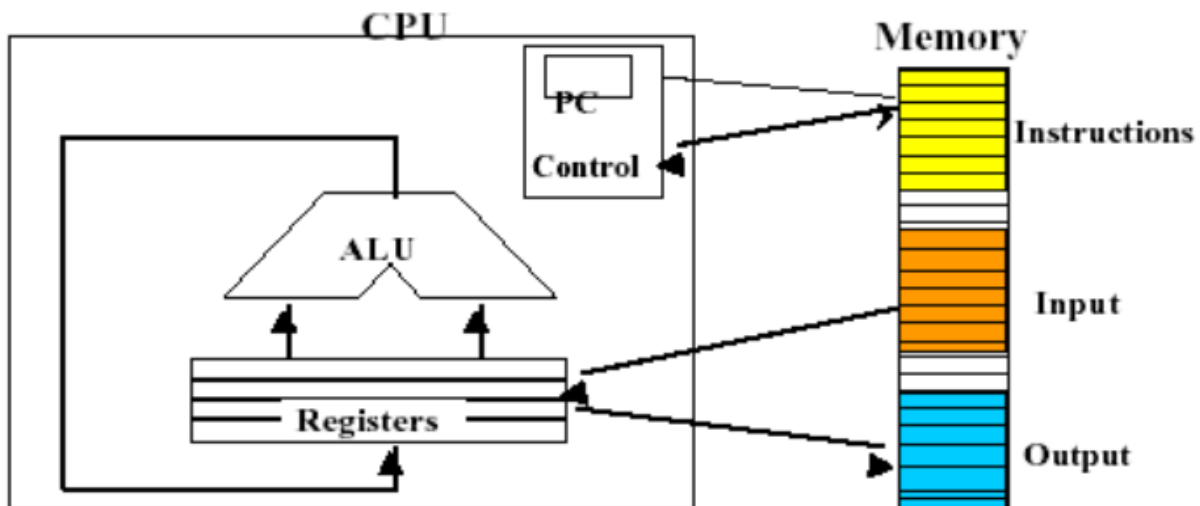 CPU
Memory
PC
Instructions
Control
ALU
Input
Registers
Output